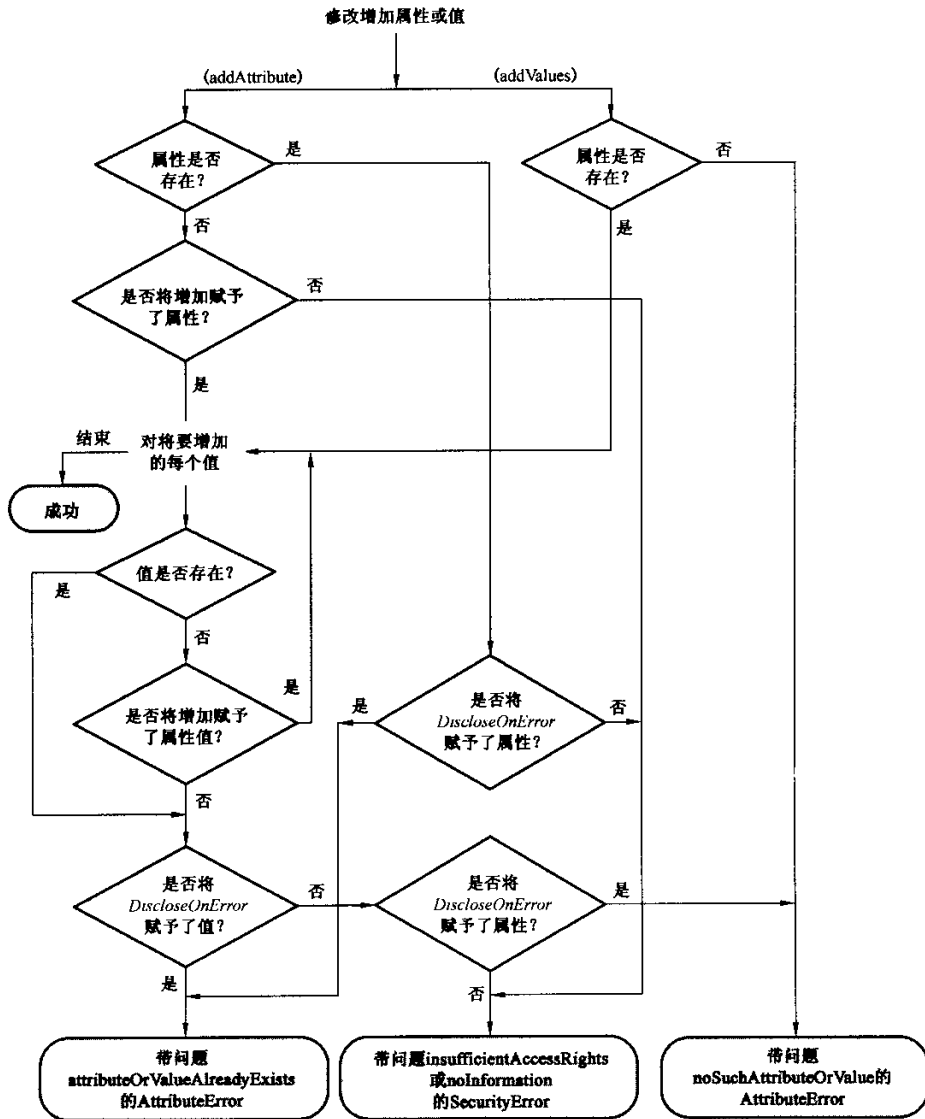 修改增加属性或值
(addAttribute)
(addValues)
属性是否
存在？
是
属性是否
存在？
否
否
是
是否将增加赋予
了属性？
否
是
结束
对将要增加
的每个值
成功
值是否存在？
是
否
是否将增加赋予
了属性值？
是
是
是否将
DiscloseOnError
赋予了属性？
否
否
是否将
DiscloseOnError
赋予了值？
否
是否将
DiscloseOnError
赋予了属性？
是
是
否
带问题
attributeOrValueAlreadyExists
的AttributeError
带问题insufficientAccessRights
或noInformation
的SecurityError
带问题
noSuchAttributeOrValue的
AttributeError